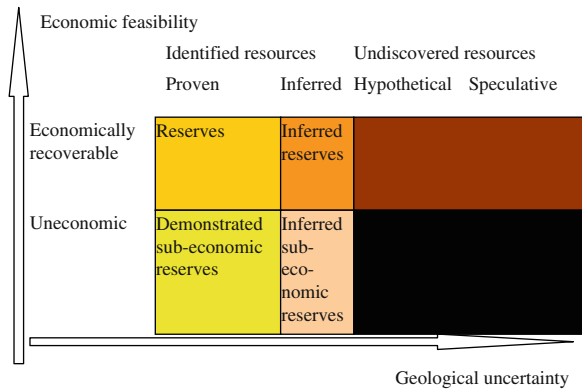 Economic feasibility
Identified resources Undiscovered resources
Proven Inferred Hypothetical Speculative
Economically
recoverable
Reserves
Inferred
reserves
Uneconomic
Demonstrated
sub-economic
reserves
Inferred
sub-
eco-
nomic
reserves
Geological uncertainty